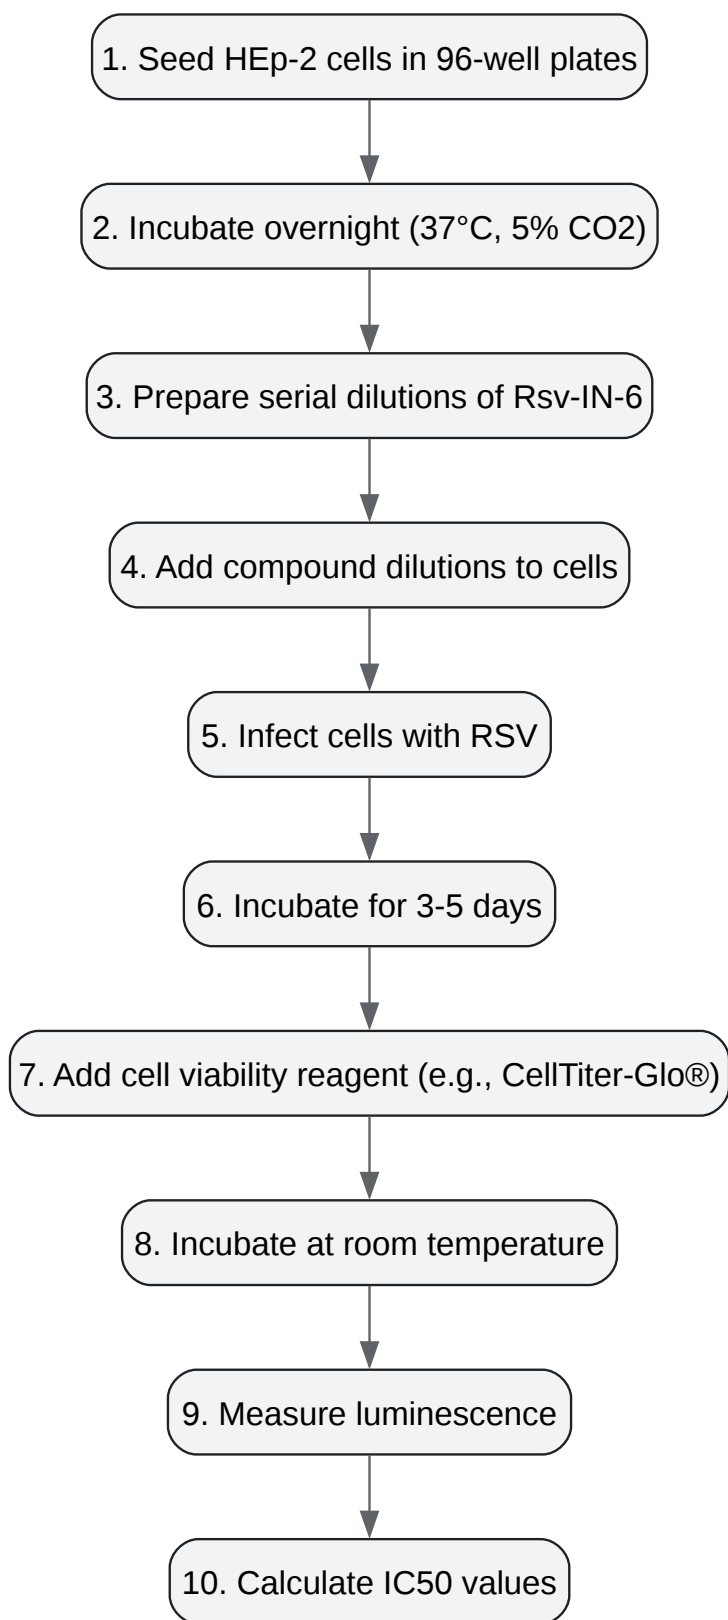 1. Seed HEp-2 cells in 96-well plates
2. Incubate overnight (37°C, 5% CO2)
3. Prepare serial dilutions of Rsv-IN-6
4. Add compound dilutions to cells
5. Infect cells with RSV
6. Incubate for 3-5 days
7. Add cell viability reagent (e.g., CellTiter-Glo®)
8. Incubate at room temperature
9. Measure luminescence
10. Calculate IC50 values